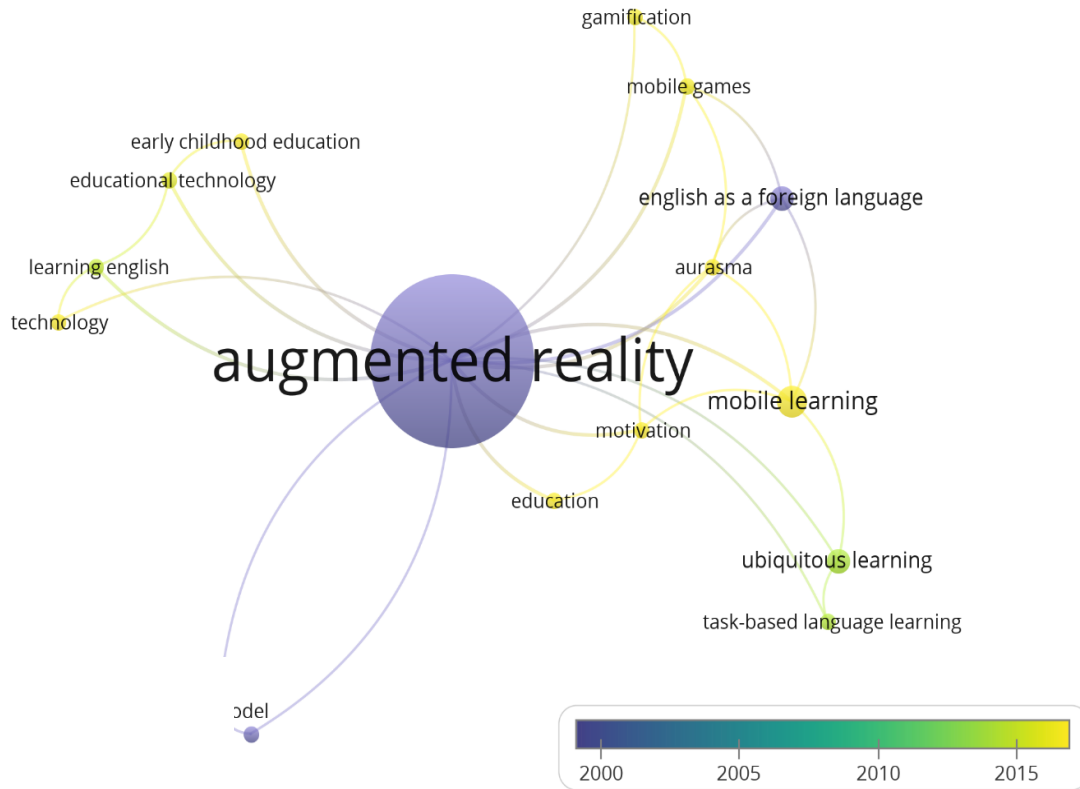 gamification
mobile games
early childhood education
educational technology
english as a foreign language
learning english
aurasma
technology
augmented reality
mobile learning
motivation
education
ubiquitous learning
task-based language learning
odel
2000 2005 2010 2015